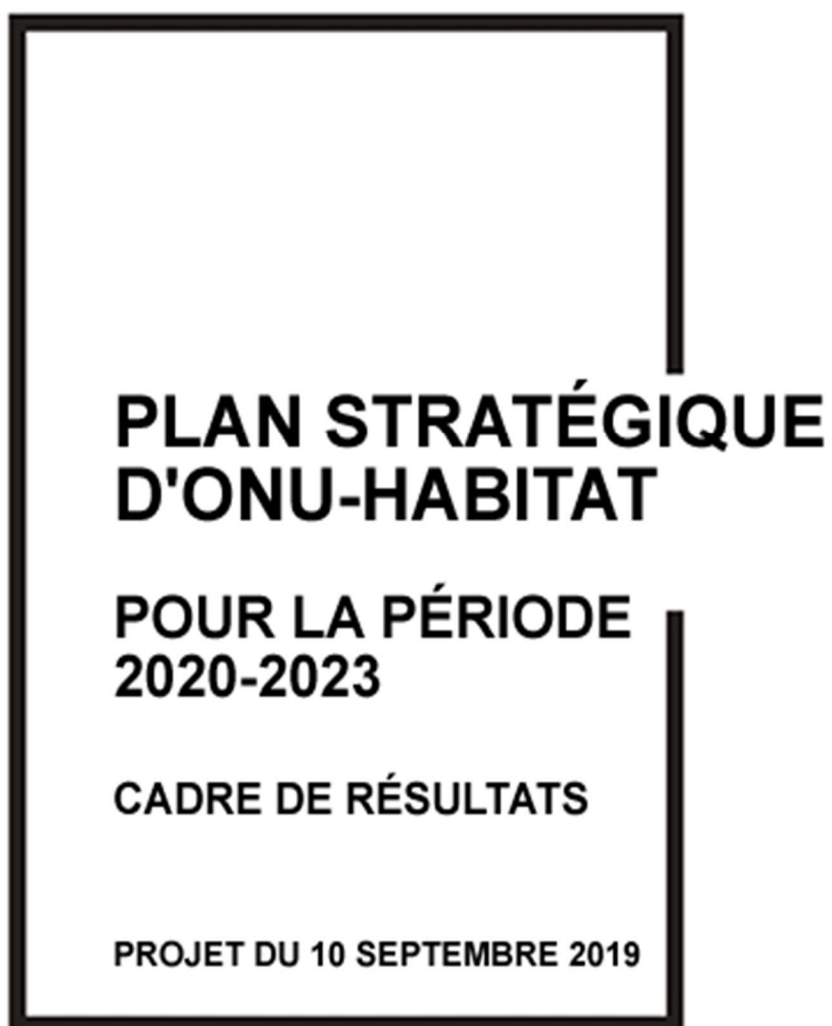 PLAN STRATÉGIQUE
D'ONU-HABITAT
POUR LA PÉRIODE
2020-2023
CADRE DE RÉSULTATS
PROJET DU 10 SEPTEMBRE 2019